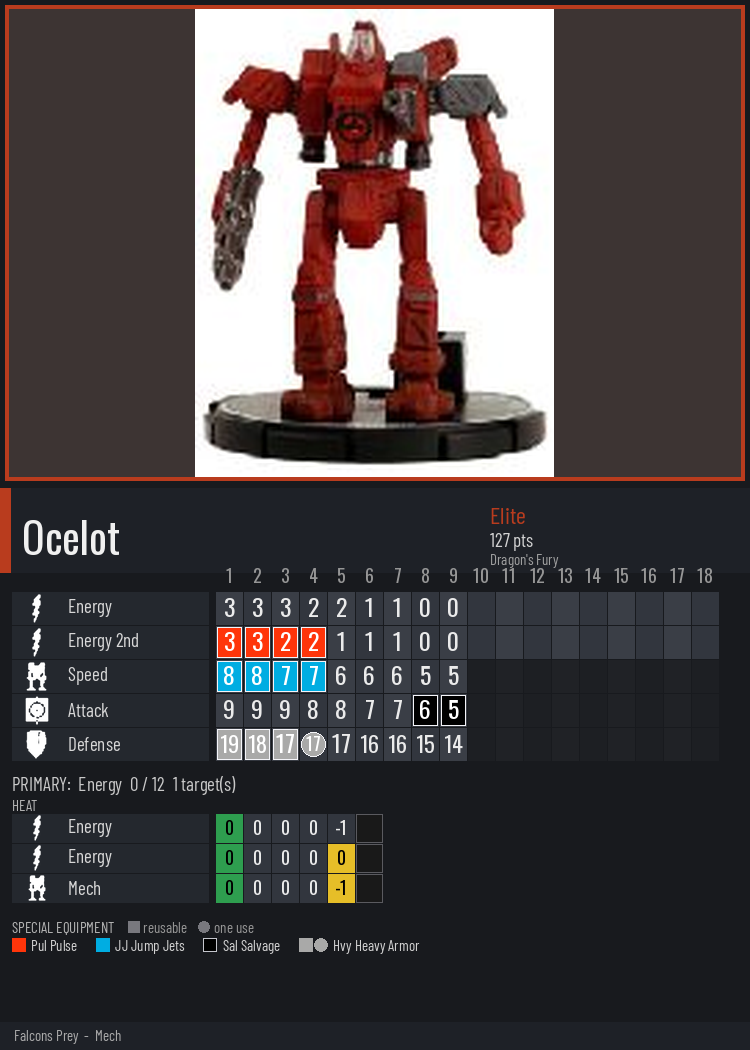 Ocelot
Elite
127 pts
Dragon's Fury
1 2 3 4 5 6 7 8 9 10 11 12 13 14 15 16 17 18
Energy 3 3 3 2 2 1 1 0 0
Energy 2nd 3 3 2 2 1 1 1 0 0
Speed 8 8 7 7 6 6 6 5 5
Attack 9 9 9 8 8 7 7 6 5
Defense 19 18 17 17 17 16 16 15 14
PRIMARY: Energy 0 / 12 1 target(s)
HEAT
Energy 0 0 0 0 -1
Energy 0 0 0 0 0
Mech 0 0 0 0 -1
SPECIAL EQUIPMENT reusable one use
Pul Pulse JJ Jump Jets Sal Salvage Hvy Heavy Armor
Falcons Prey - Mech